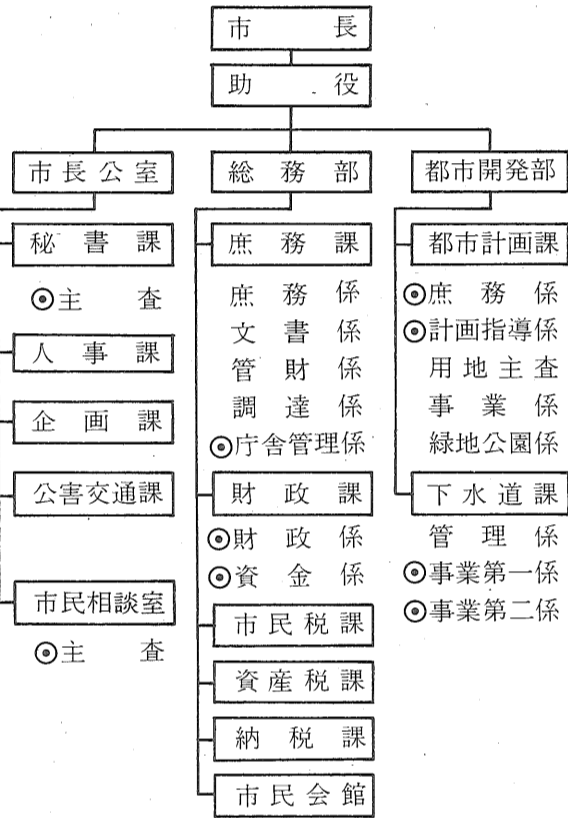 市長
助役
市長公室
秘書課
◉主査
人事課
企画課
公害交通課
市民相談室
◉主査
総務部
庶務課
庶務係
文書係
管財係
調達係
◉庁舎管理係
財政課
◉財政係
◉資金係
市民税課
資産税課
納税課
市民会館
都市開発部
都市計画課
◉庶務係
◉計画指導係
用地主査
事業係
緑地公園係
下水道課
管理係
◉事業第一係
◉事業第二係